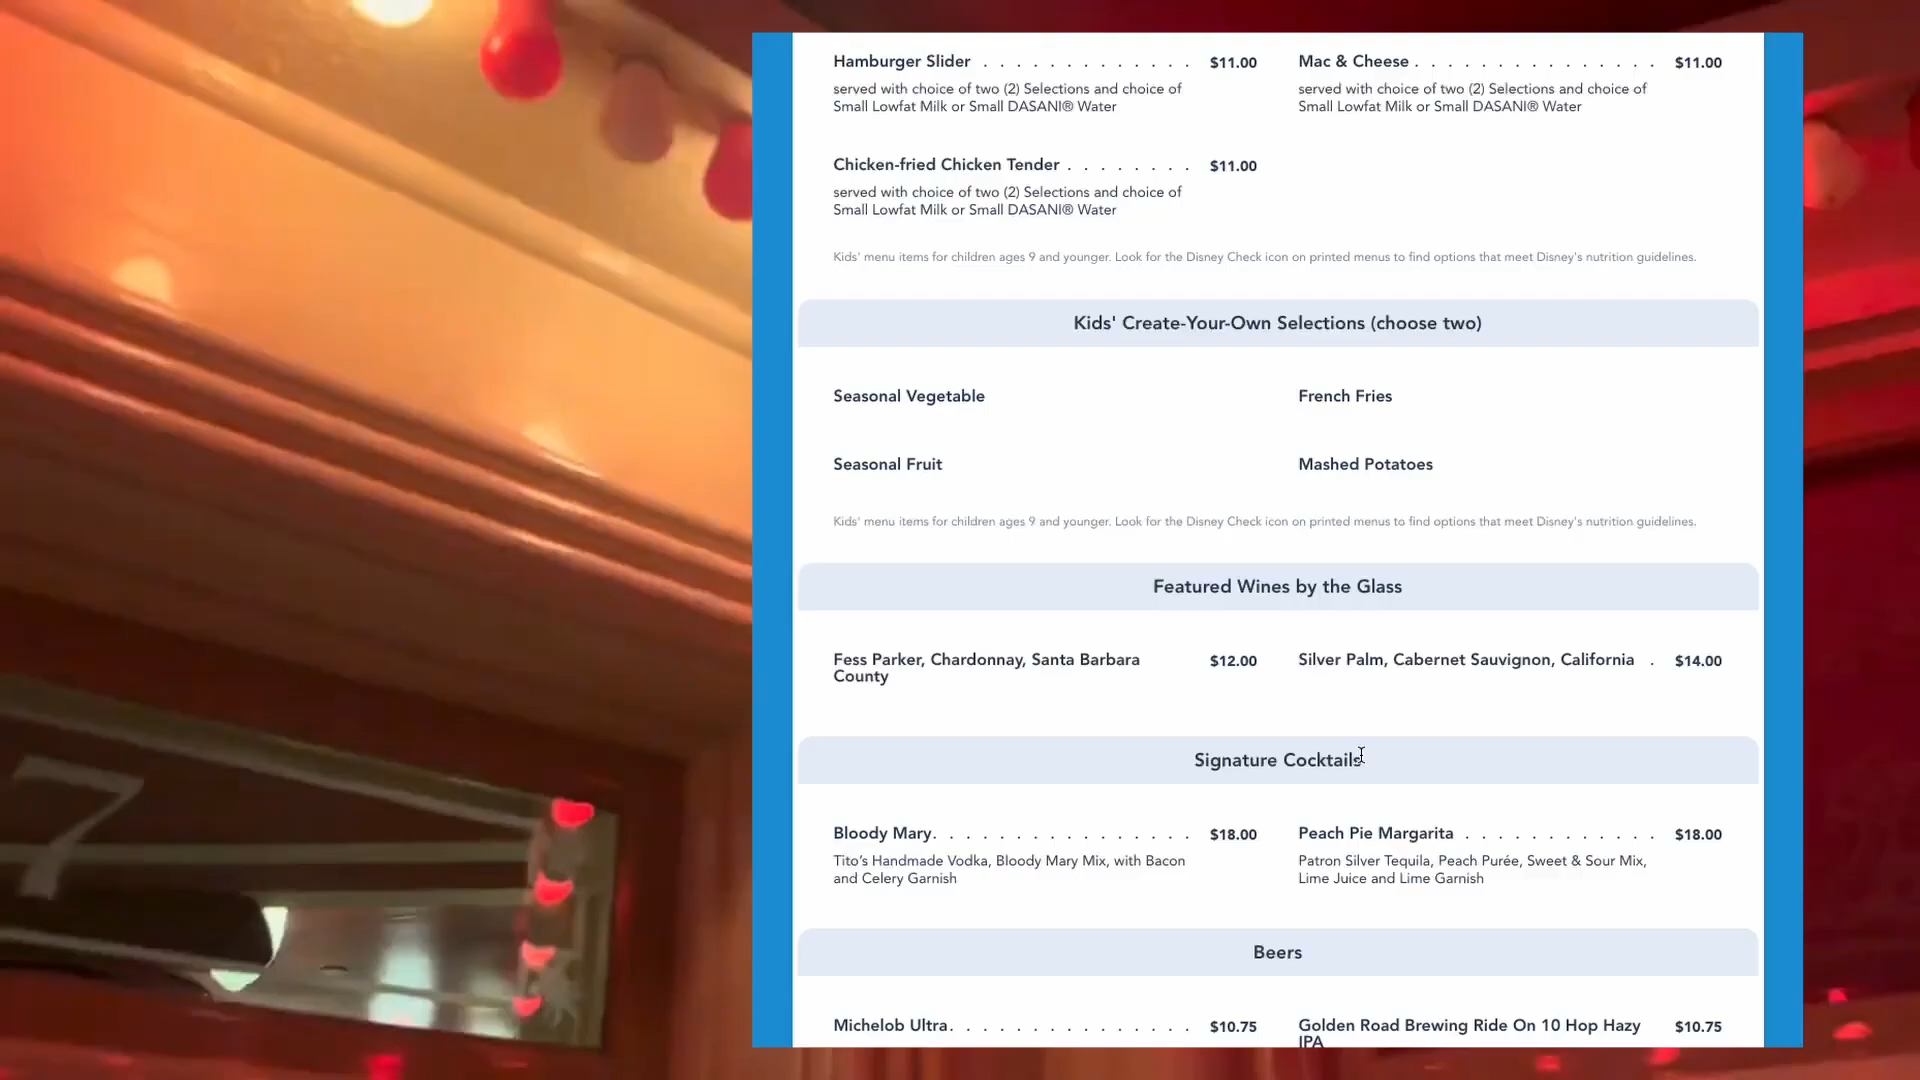 Hamburger Slider . . . . . . . . . . . . . $11.00
served with choice of two (2) Selections and choice of
Small Lowfat Milk or Small DASANI® Water
Mac & Cheese . . . . . . . . . . . . . . $11.00
served with choice of two (2) Selections and choice of
Small Lowfat Milk or Small DASANI® Water
Chicken-fried Chicken Tender . . . . . . . . $11.00
served with choice of two (2) Selections and choice of
Small Lowfat Milk or Small DASANI® Water
Kids' menu items for children ages 9 and younger. Look for the Disney Check icon on printed menus to find options that meet Disney's nutrition guidelines.
Kids' Create-Your-Own Selections (choose two)
Seasonal Vegetable
French Fries
Seasonal Fruit
Mashed Potatoes
Kids' menu items for children ages 9 and younger. Look for the Disney Check icon on printed menus to find options that meet Disney's nutrition guidelines.
Featured Wines by the Glass
Fess Parker, Chardonnay, Santa Barbara $12.00
County
Silver Palm, Cabernet Sauvignon, California . $14.00
Signature Cocktails
Bloody Mary . . . . . . . . . . . . . . . $18.00
Tito's Handmade Vodka, Bloody Mary Mix, with Bacon
and Celery Garnish
Peach Pie Margarita . . . . . . . . . . . . $18.00
Patron Silver Tequila, Peach Purée, Sweet & Sour Mix,
Lime Juice and Lime Garnish
Beers
Michelob Ultra . . . . . . . . . . . . . . $10.75
Golden Road Brewing Ride On 10 Hop Hazy $10.75
IPA
7